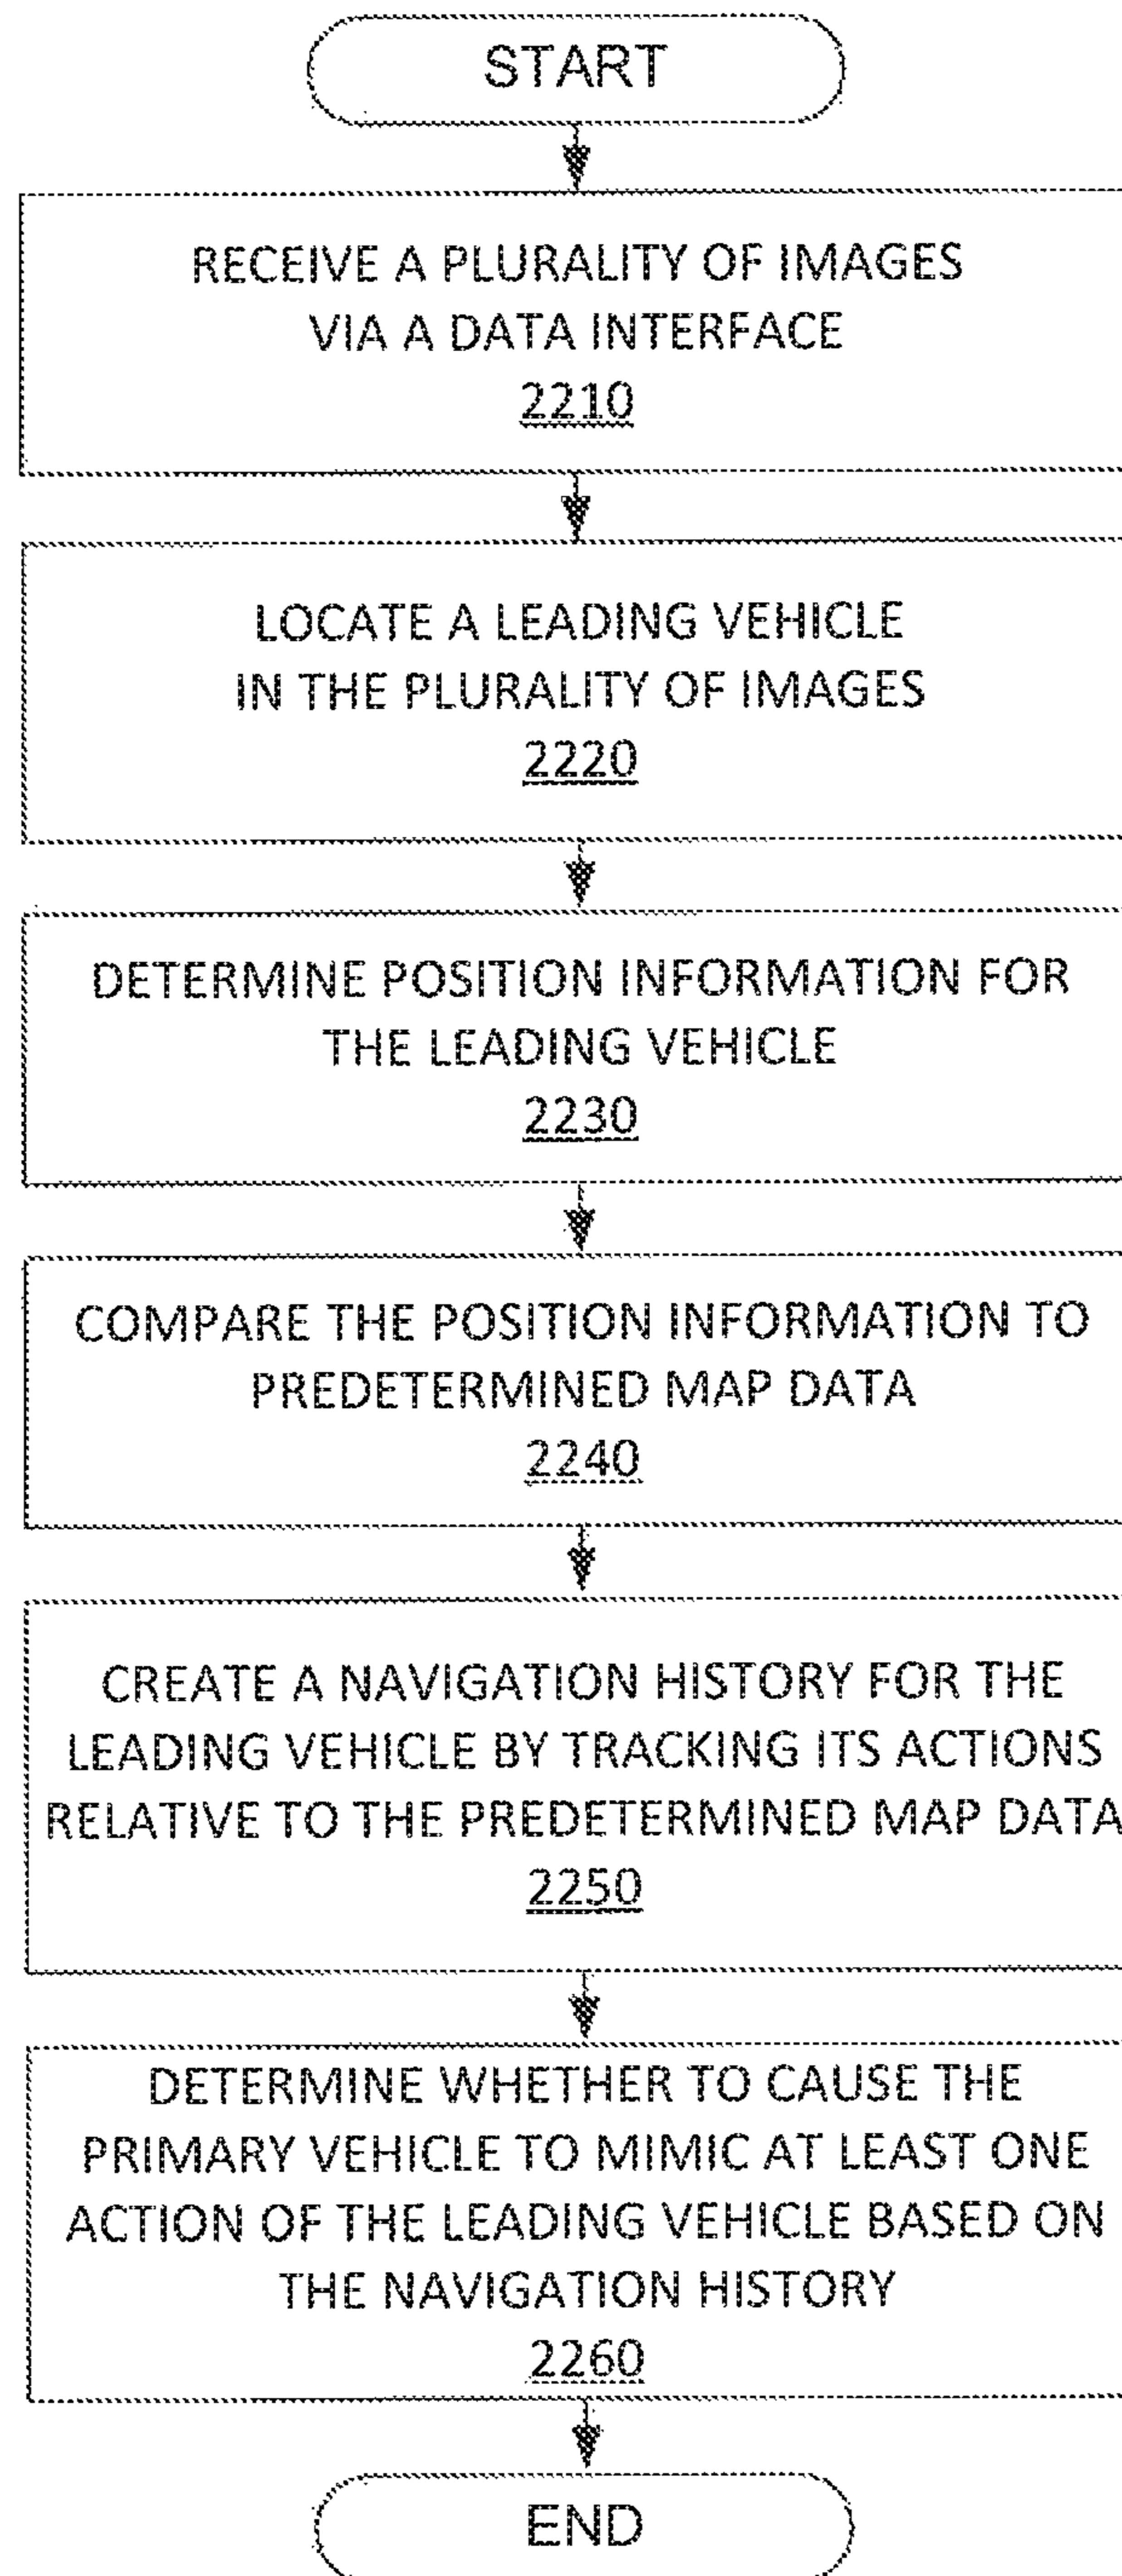 START
RECEIVE A PLURALITY OF IMAGES
VIA A DATA INTERFACE
2210
LOCATE A LEADING VEHICLE
IN THE PLURALITY OF IMAGES
2220
DETERMINE POSITION INFORMATION FOR
THE LEADING VEHICLE
2230
COMPARE THE POSITION INFORMATION TO
PREDETERMINED MAP DATA
2240
CREATE A NAVIGATION HISTORY FOR THE
LEADING VEHICLE BY TRACKING ITS ACTIONS
RELATIVE TO THE PREDETERMINED MAP DATA
2250
DETERMINE WHETHER TO CAUSE THE
PRIMARY VEHICLE TO MIMIC AT LEAST ONE
ACTION OF THE LEADING VEHICLE BASED ON
THE NAVIGATION HISTORY
2260
END